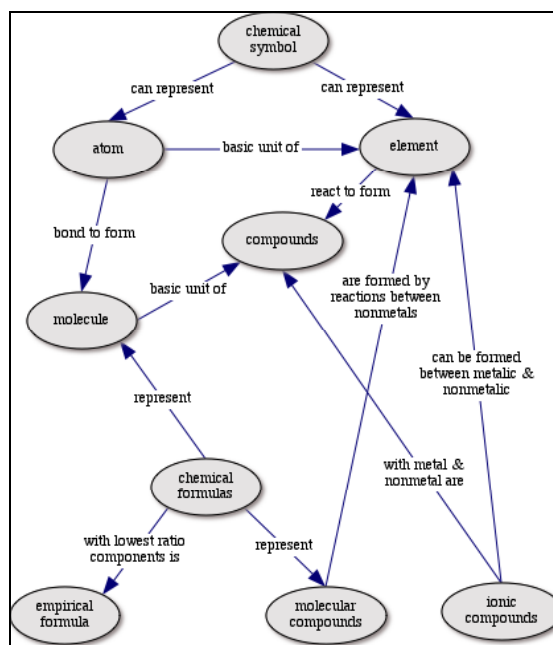 chemical
symbol
can represent
can represent
atom
basic unit of
element
react to form
bond to form
compounds
are formed by
reactions between
nonmetals
basic unit of
molecule
can be formed
between metalic &
nonmetalic
represent
with metal &
nonmetal are
chemical
formulas
with lowest ratio
components is
represent
empirical
formula
molecular
compounds
ionic
compounds